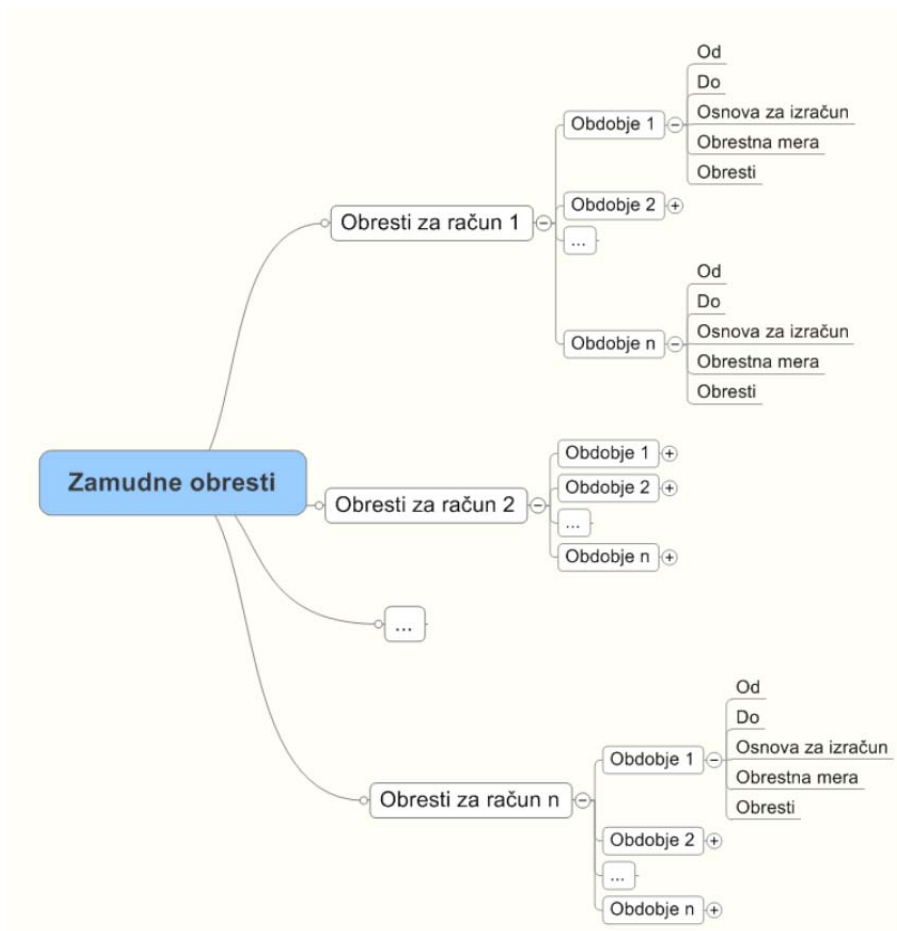 Od
Do
Osnova za izračun
Obrestna mera
Obresti
Obdobje 1
Obdobje 2
...
Obresti za račun 1
Od
Do
Osnova za izračun
Obrestna mera
Obresti
Obdobje n
Zamudne obresti
Obresti za račun 2
Obdobje 1
Obdobje 2
...
Obdobje n
...
Obresti za račun n
Od
Do
Osnova za izračun
Obrestna mera
Obresti
Obdobje 1
Obdobje 2
...
Obdobje n